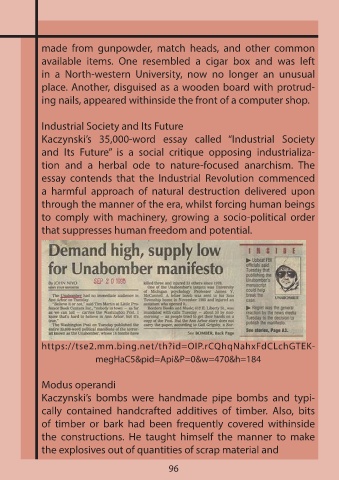 made from gunpowder, match heads, and other common
available items. One resembled a cigar box and was left
in a North-western University, now no longer an unusual
place. Another, disguised as a wooden board with protrud-
ing nails, appeared withinside the front of a computer shop.
Industrial Society and Its Future
Kaczynski's 35,000-word essay called “Industrial Society
and Its Future” is a social critique opposing industrializa-
tion and a herbal ode to nature-focused anarchism. The
essay contends that the Industrial Revolution commenced
a harmful approach of natural destruction delivered upon
through the manner of the era, whilst forcing human beings
to comply with machinery, growing a socio-political order
that suppresses human freedom and potential.
Demand high, supply low
for Unabomber manifesto
SEP 20 1995
INSIDE
https://tse2.mm.bing.net/th?id=OIP.rCQhqNahxFdCLchGTEK-
megHaC5&pid=Api&P=0&w=470&h=184
Modus operandi
Kaczynski's bombs were handmade pipe bombs and typi-
cally contained handcrafted additives of timber. Also, bits
of timber or bark had been frequently covered withinside
the constructions. He taught himself the manner to make
the explosives out of quantities of scrap material and
96